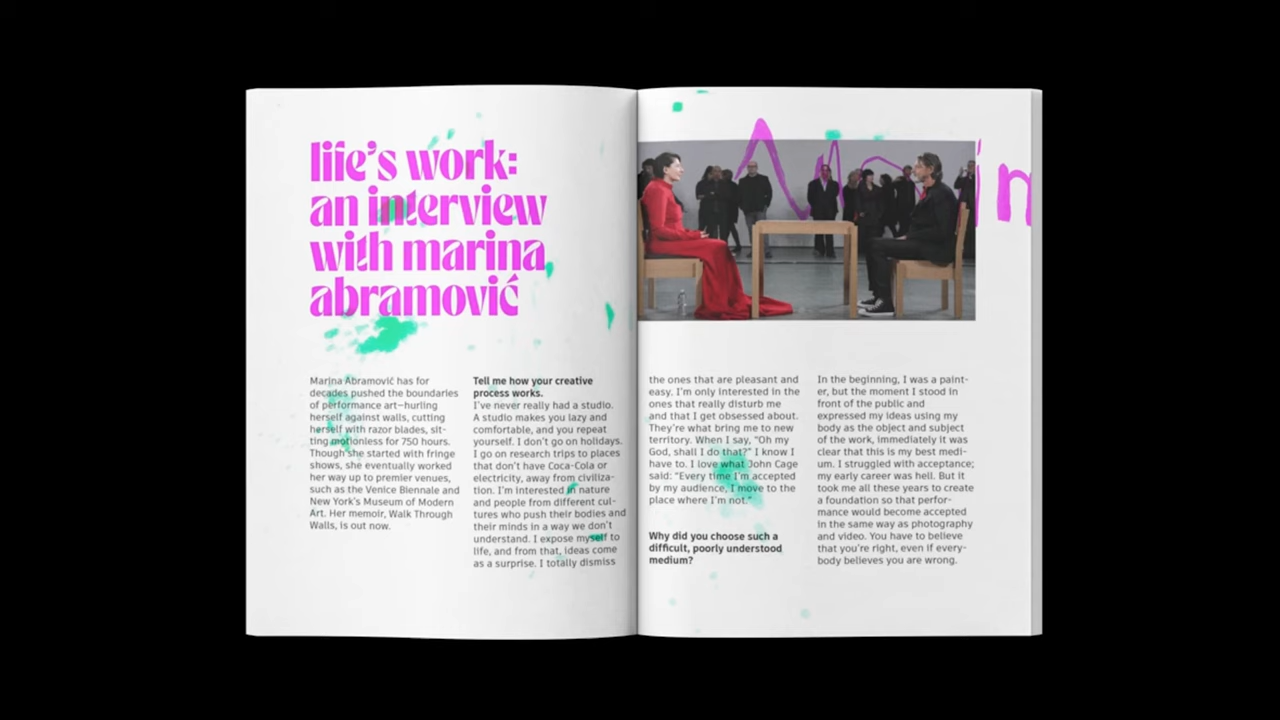 life's work:
an interview
with marina
abramović
Marina Abramović has for
decades pushed the boundaries
of performance art—hurling
herself against walls, cutting
herself with razor blades, sit-
ting motionless for 750 hours.
Though she started with fringe
shows, she eventually worked
her way up to premier venues,
such as the Venice Biennale and
New York's Museum of Modern
Art. Her memoir, Walk Through
Walls, is out now.
Tell me how your creative
process works.
I've never really had a studio.
A studio makes you lazy and
comfortable, and you repeat
yourself. I don't go on holidays.
I go on research trips to places
that don't have Coca-Cola or
electricity, away from civiliza-
tion. I'm interested in nature
and people from different cul-
tures who push their bodies and
their minds in a way we don't
understand. I expose myself to
life, and from that, ideas come
as a surprise. I totally dismiss
the ones that are pleasant and
easy. I'm only interested in the
ones that really disturb me
and that I get obsessed about.
They're what bring me to new
territory. When I say, "Oh my
God, shall I do that?" I know I
have to. I love what John Cage
said: "Every time I'm accepted
by my audience, I move to the
place where I'm not."
Why did you choose such a
difficult, poorly understood
medium?
In the beginning, I was a paint-
er, but the moment I stood in
front of the public and
expressed my ideas using my
body as the object and subject
of the work, immediately it was
clear that this is my best medi-
um. I struggled with acceptance;
my early career was hell. But it
took me all these years to create
a foundation so that perfor-
mance would become accepted
in the same way as photography
and video. You have to believe
that you're right, even if every-
body believes you are wrong.